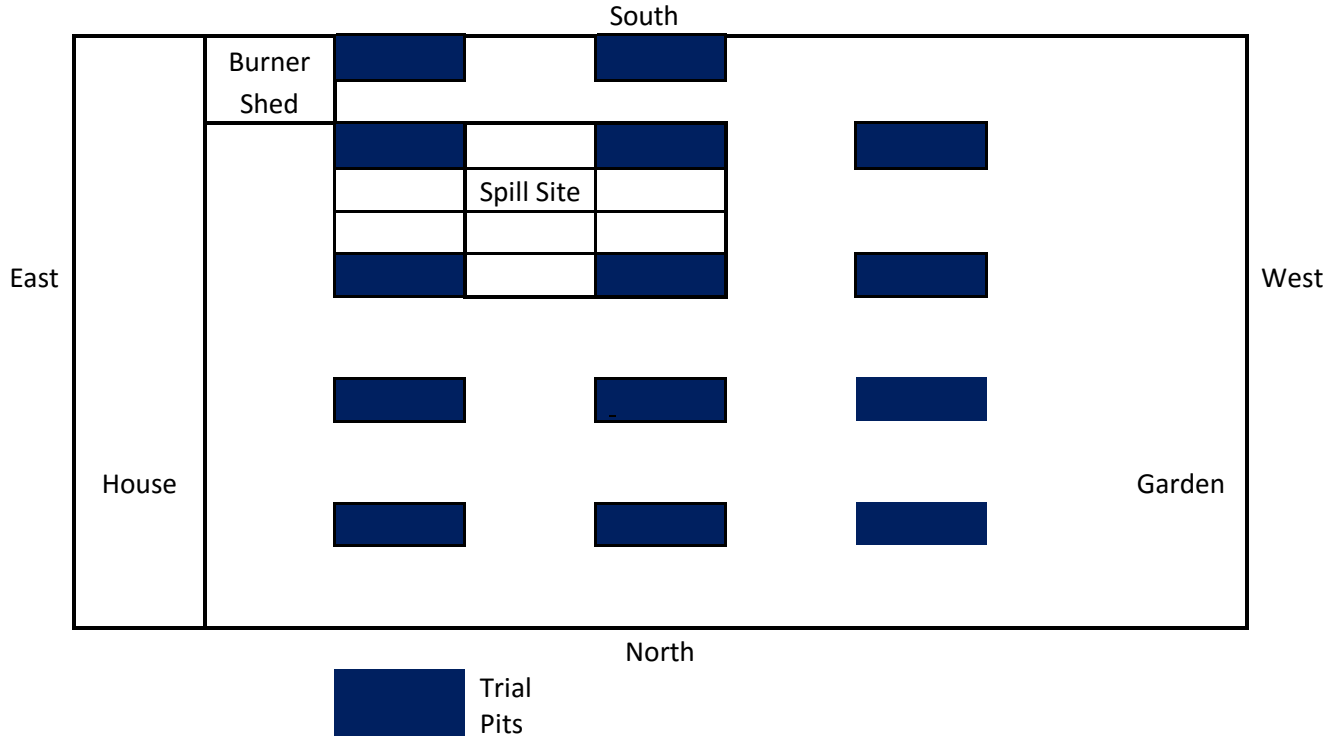 South
Burner
Shed
Spill Site
East
West
House
Garden
North
Trial
Pits